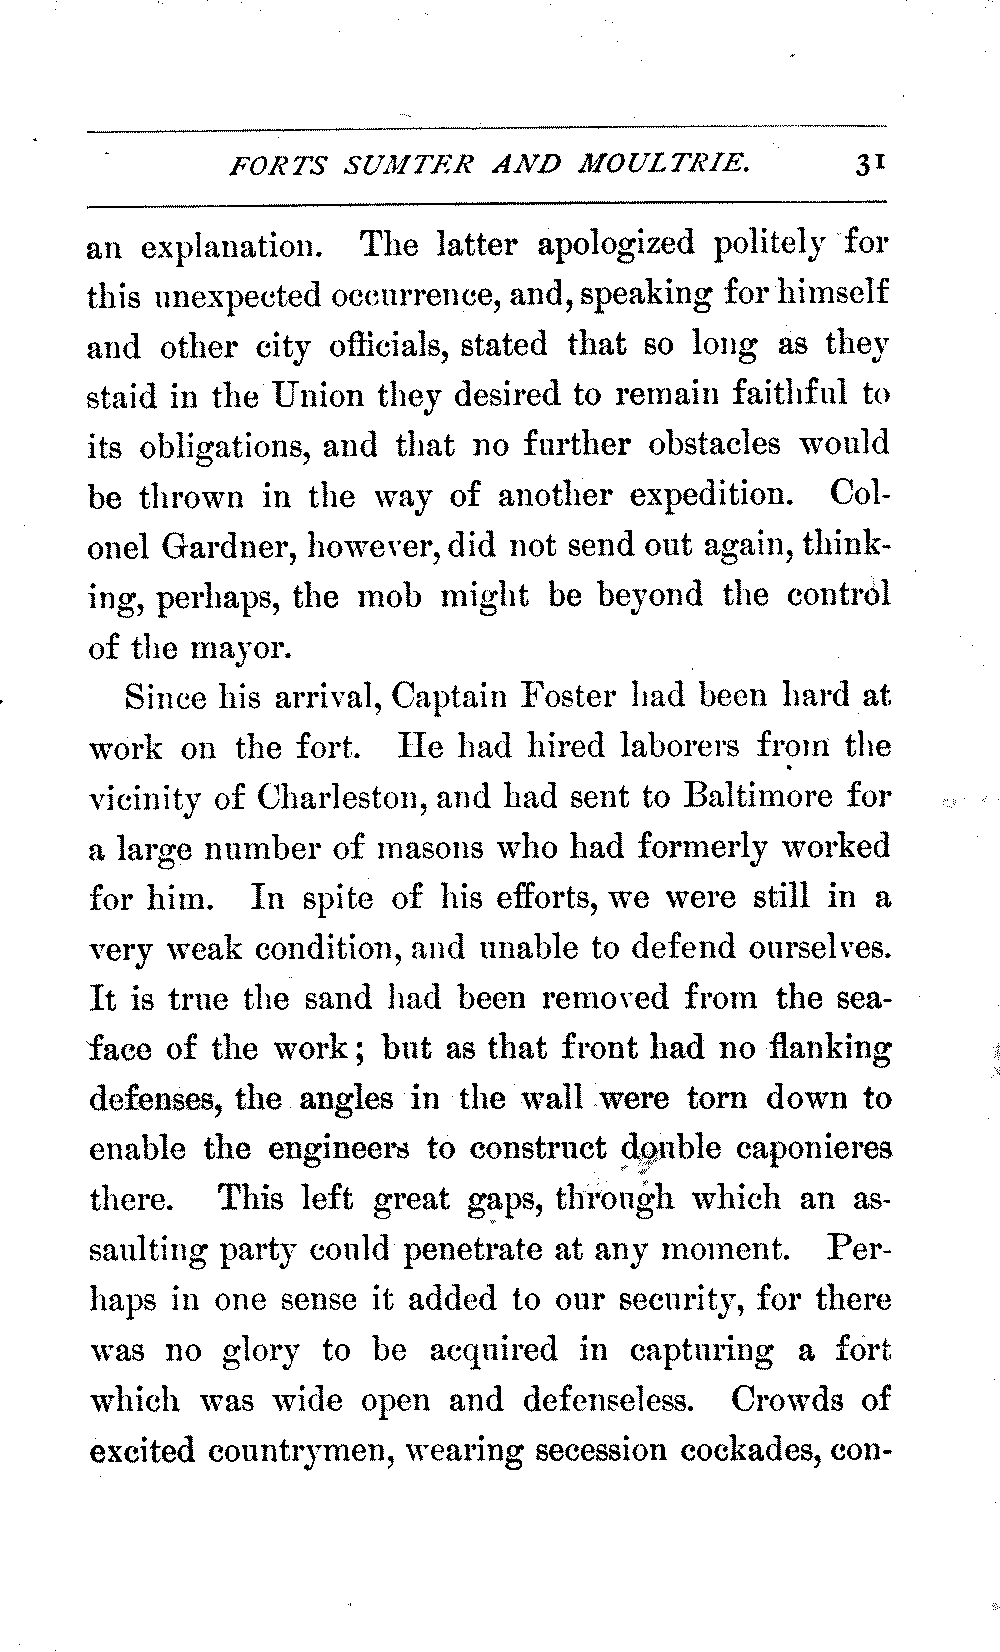 FORTS SUMTER AND MOULTRIE. 31
an explanation. The latter apologized politely for
this unexpected occurrence, and, speaking for himself
and other city officials, stated that so long as they
staid in the Union they desired to remain faithful to
its obligations, and that no further obstacles would
be thrown in the way of another expedition. Col-
onel Gardner, however, did not send out again, think-
ing, perhaps, the mob might be beyond the control
of the mayor.
Since his arrival, Captain Foster had been hard at
work on the fort. He had hired laborers from the
vicinity of Charleston, and had sent to Baltimore for
a large number of masons who had formerly worked
for him. In spite of his efforts, we were still in a
very weak condition, and unable to defend ourselves.
It is true the sand had been removed from the sea-
face of the work; but as that front had no flanking
defenses, the angles in the wall were torn down to
enable the engineers to construct double caponieres
there. This left great gaps, through which an as-
saulting party could penetrate at any moment. Per-
haps in one sense it added to our security, for there
was no glory to be acquired in capturing a fort
which was wide open and defenseless. Crowds of
excited countrymen, wearing secession cockades, con-